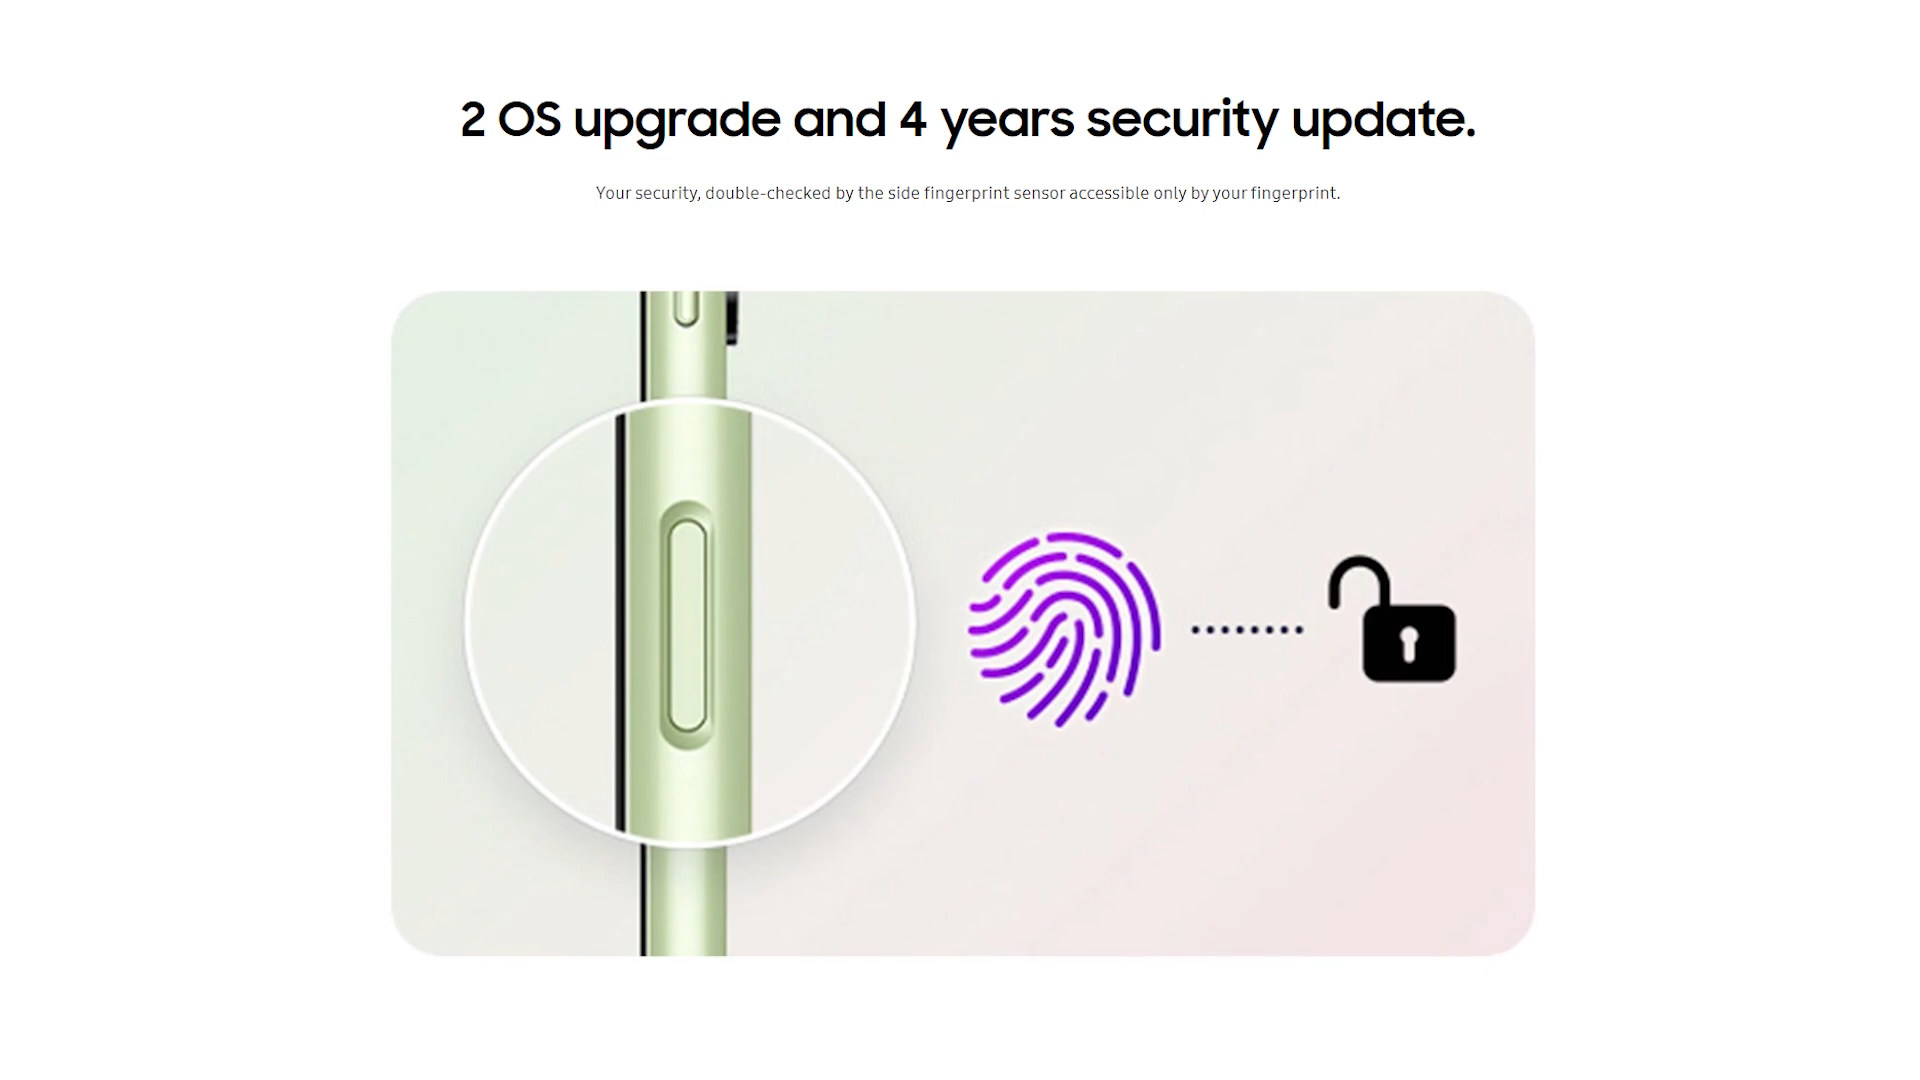 2 OS upgrade and 4 years security update.
Your security, double-checked by the side fingerprint sensor accessible only by your fingerprint.